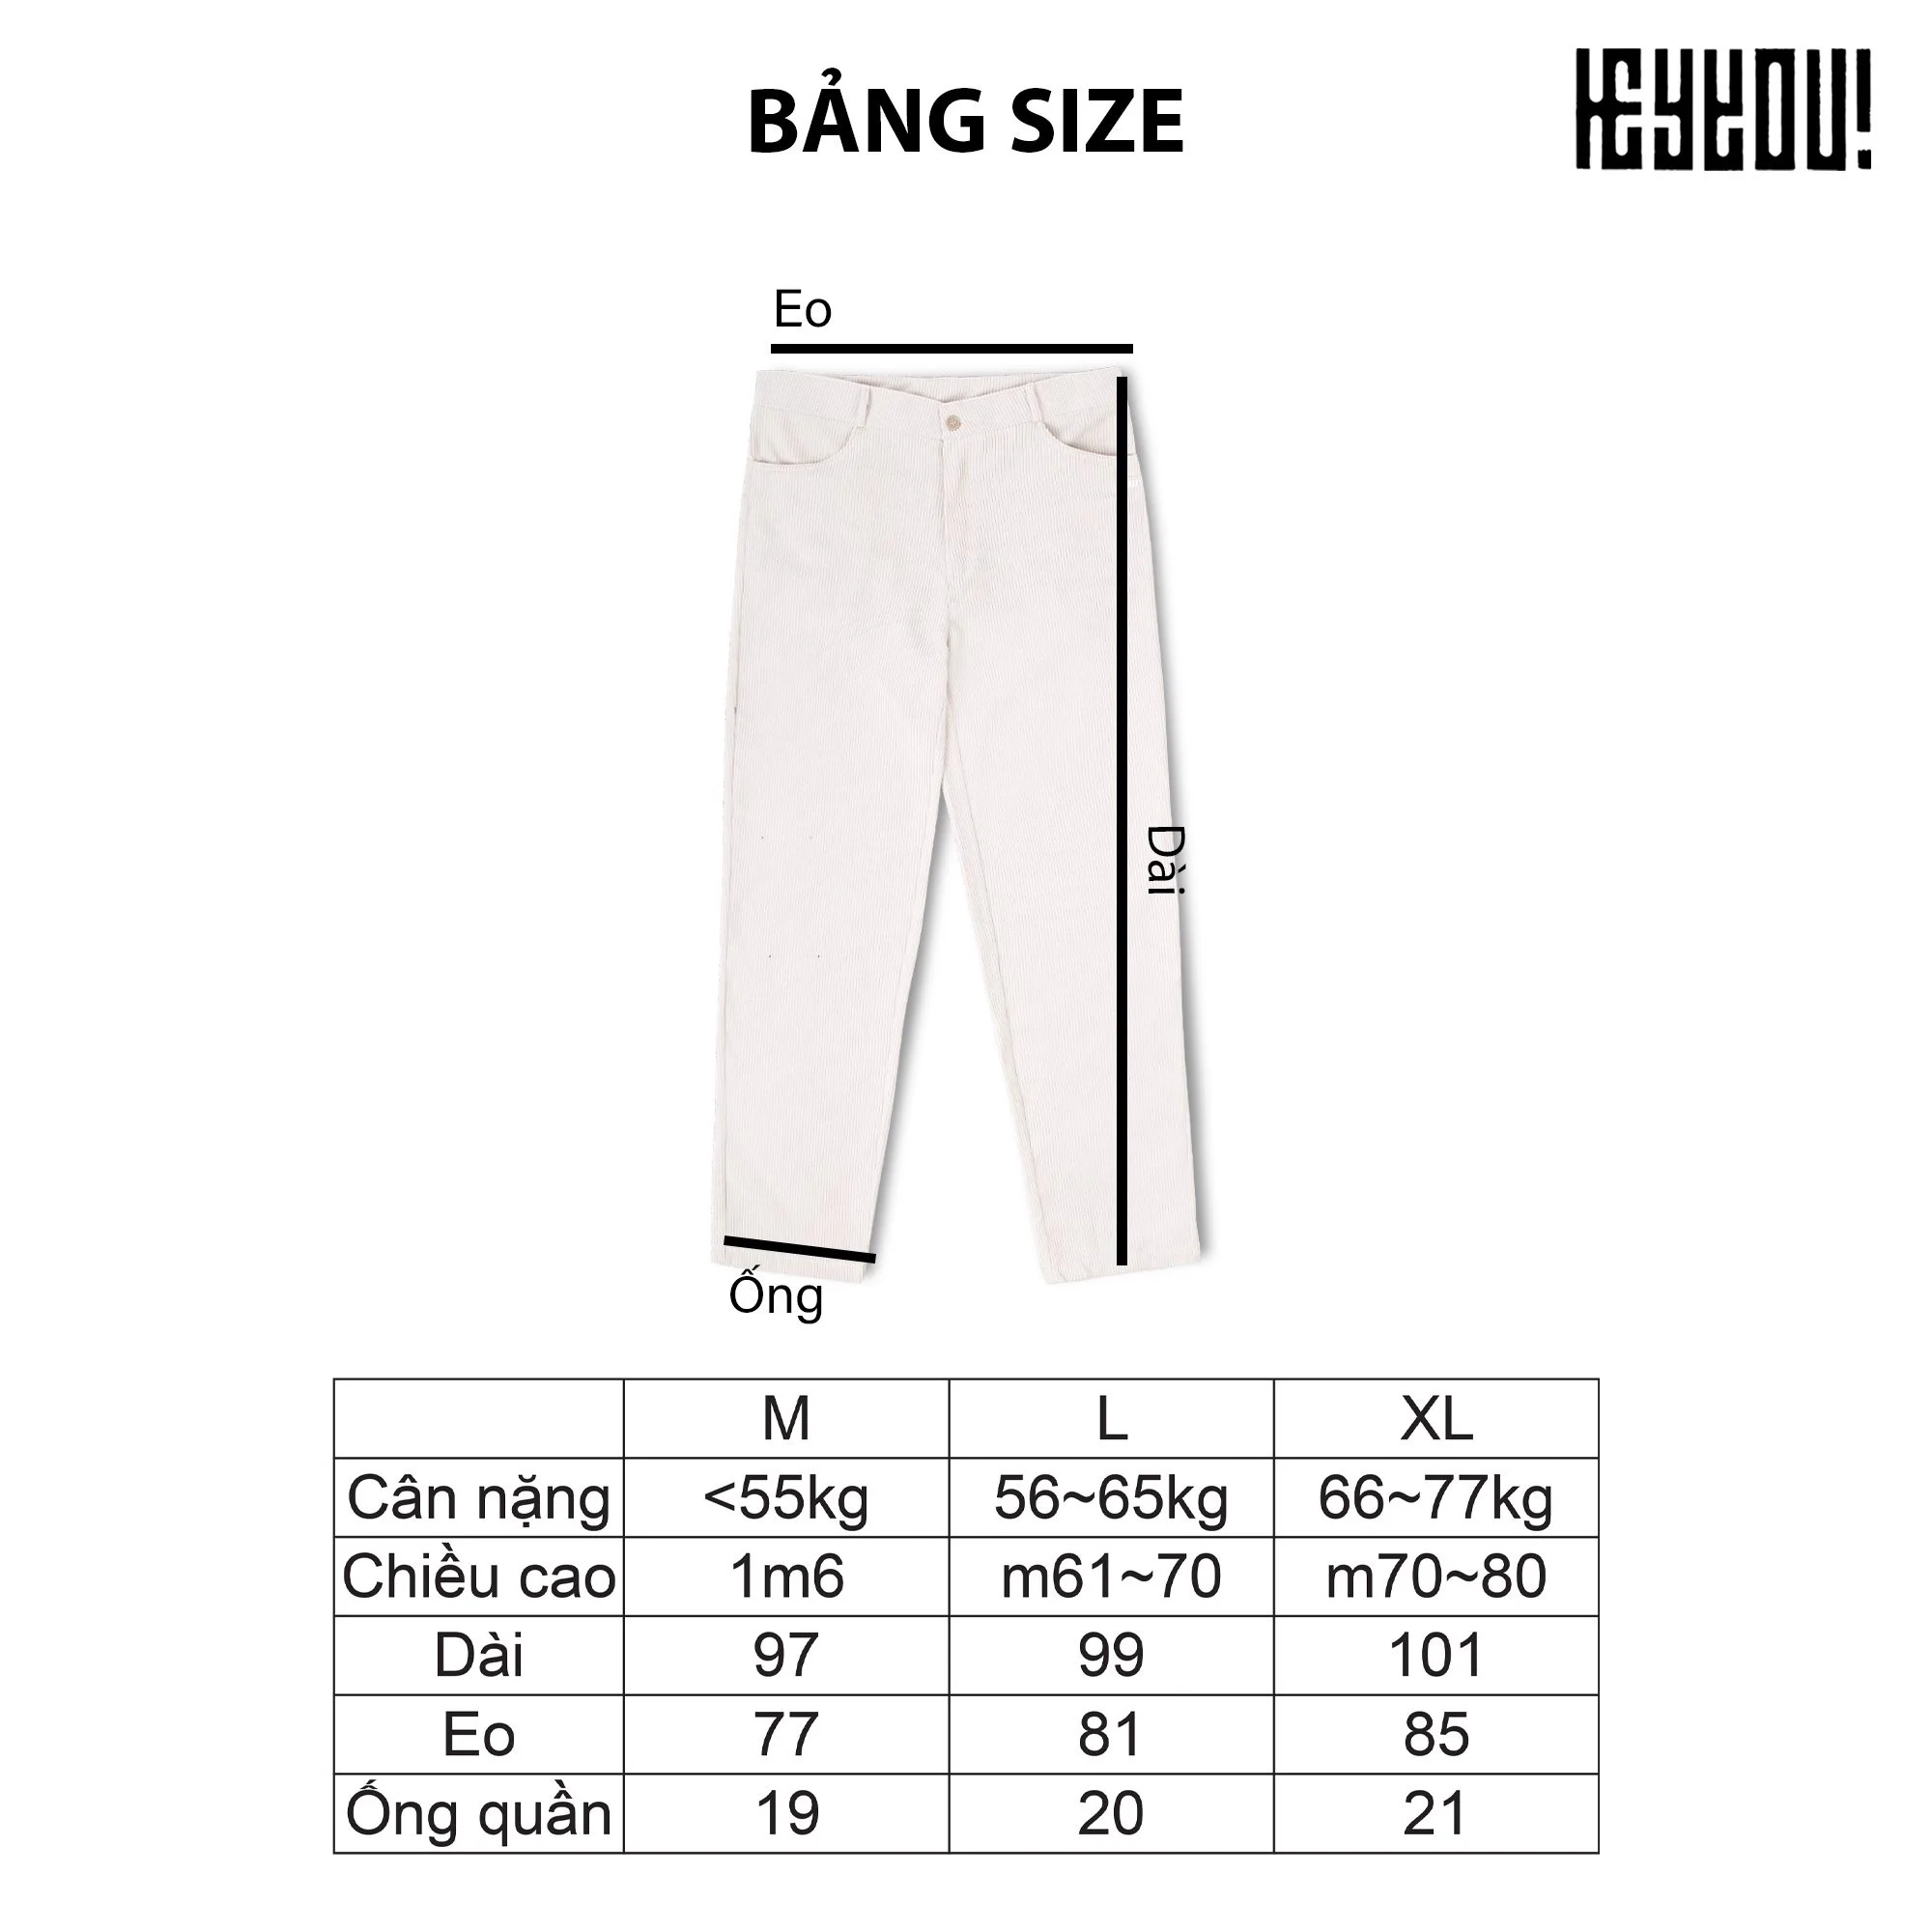 BẢNG SIZE
HEYYOU!
Eo
Dài
Ống
M L XL
Cân nặng <55kg 56~65kg 66~77kg
Chiều cao 1m6 m61~70 m70~80
Dài 97 99 101
Eo 77 81 85
Ống quần 19 20 21